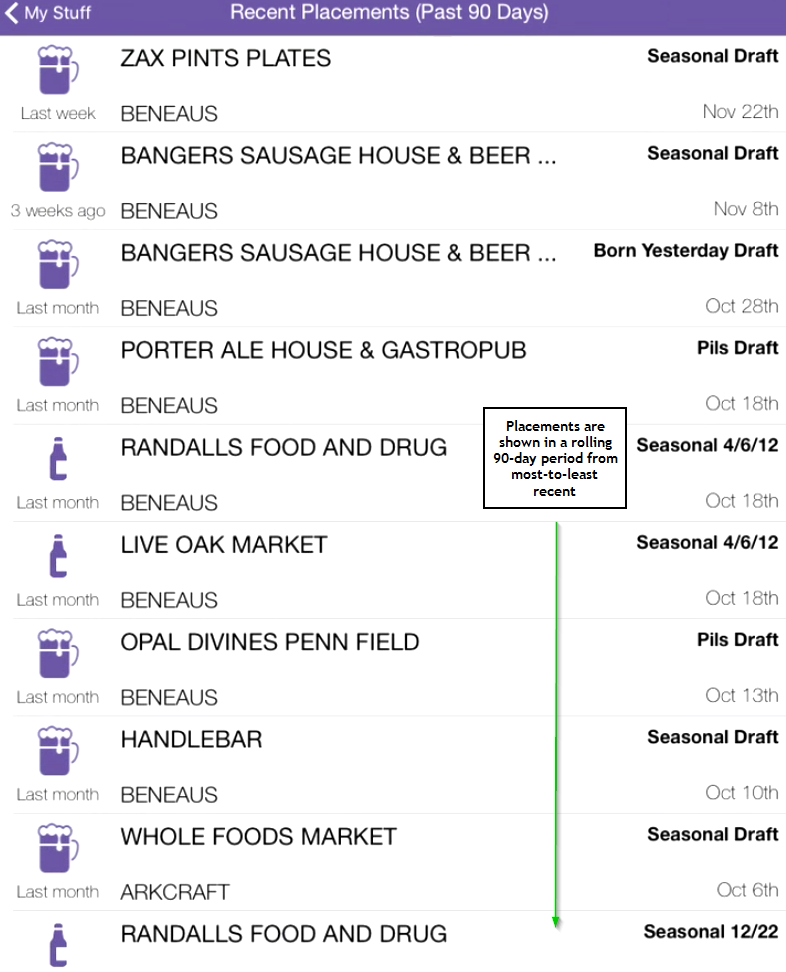 My Stuff
Recent Placements (Past 90 Days)
ZAX PINTS PLATES
Seasonal Draft
Last week
BENEAUS
Nov 22th
BANGERS SAUSAGE HOUSE & BEER ...
Seasonal Draft
3 weeks ago
BENEAUS
Nov 8th
BANGERS SAUSAGE HOUSE & BEER ...
Born Yesterday Draft
Last month
BENEAUS
Oct 28th
PORTER ALE HOUSE & GASTROPUB
Pils Draft
Last month
BENEAUS
Oct 18th
Placements are
shown in a rolling
90-day period from
most-to-least
recent
RANDALLS FOOD AND DRUG
Seasonal 4/6/12
Last month
BENEAUS
Oct 18th
LIVE OAK MARKET
Seasonal 4/6/12
Last month
BENEAUS
Oct 18th
OPAL DIVINES PENN FIELD
Pils Draft
Last month
BENEAUS
Oct 13th
HANDLEBAR
Seasonal Draft
Last month
BENEAUS
Oct 10th
WHOLE FOODS MARKET
Seasonal Draft
Last month
ARKCRAFT
Oct 6th
RANDALLS FOOD AND DRUG
Seasonal 12/22